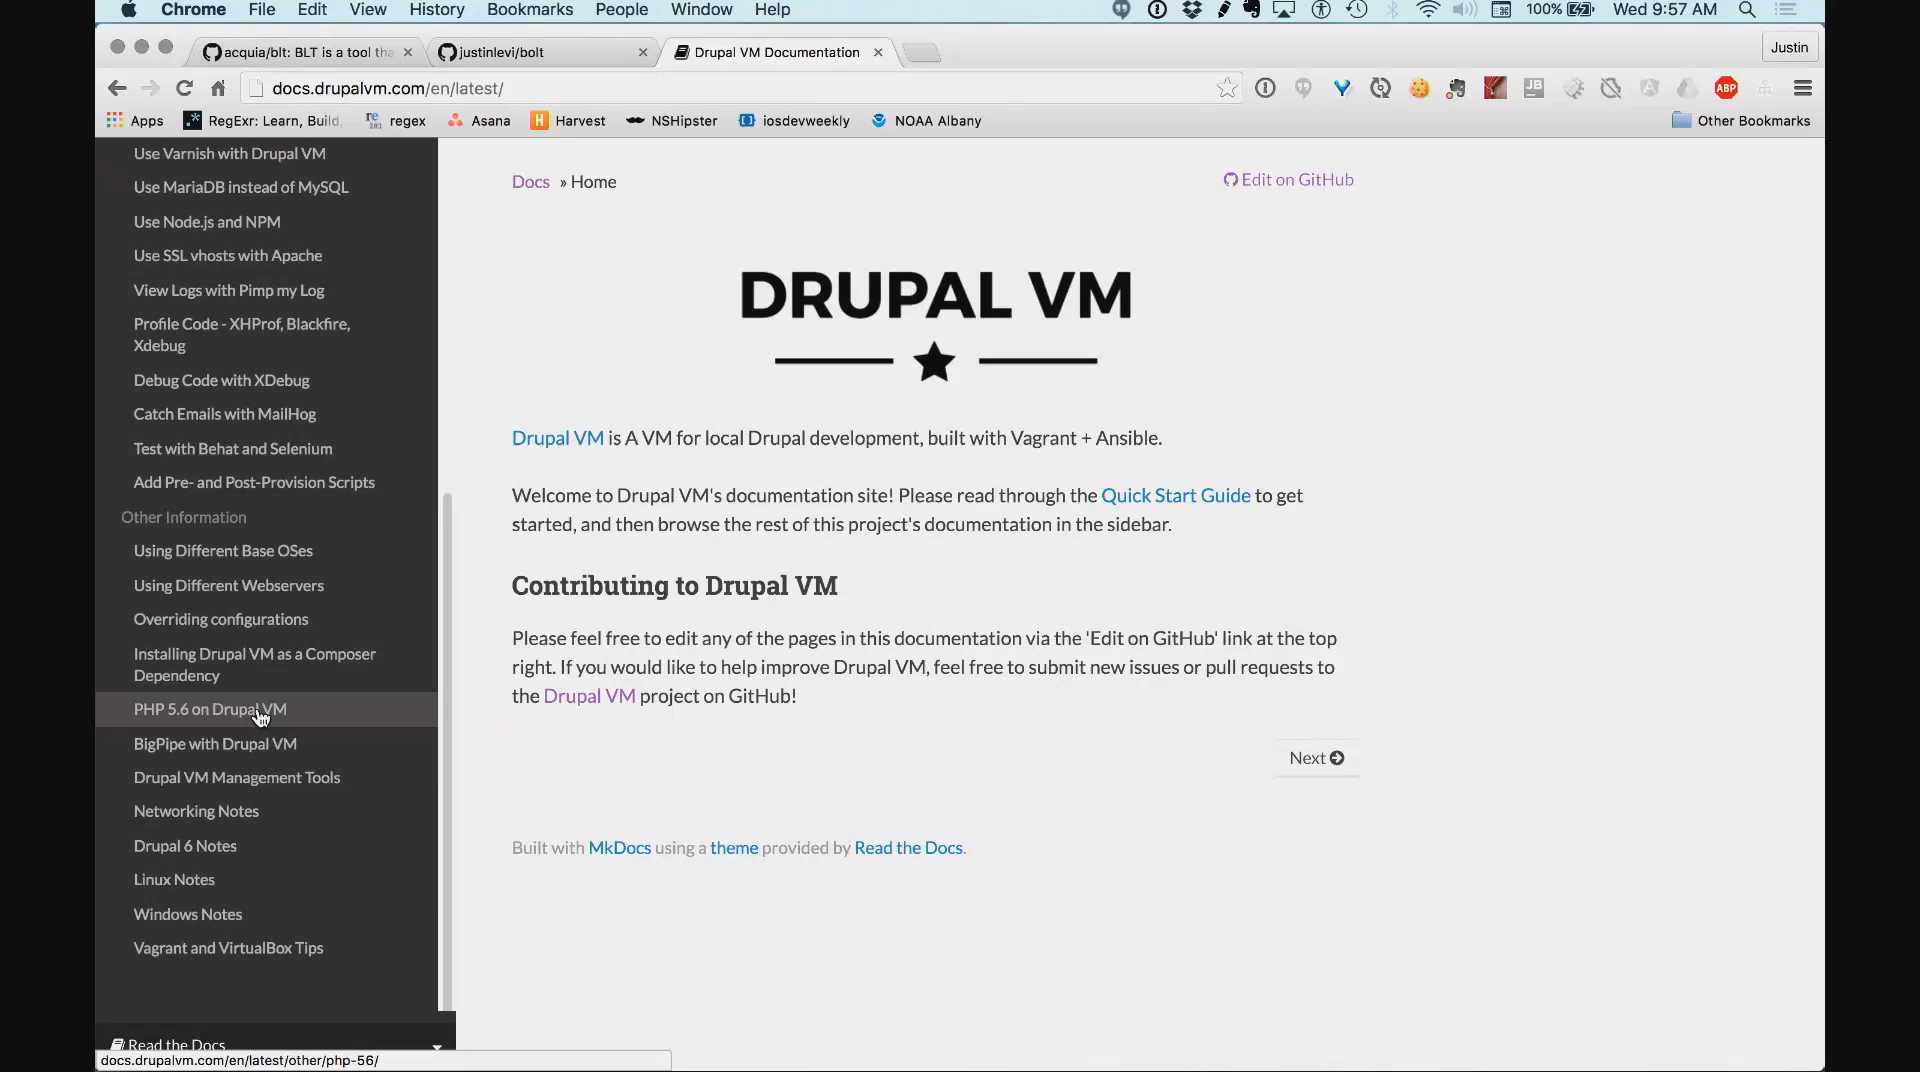 Chrome File Edit View History Bookmarks People Window Help 100% Wed 9:57 AM
acquia/blt: BLT is a tool tha justinlevi/bolt Drupal VM Documentation Justin
docs.drupalvm.com/en/latest/ JB ABP
Apps RegExr: Learn, Build, regex Asana Harvest NSHipster iosdevweekly NOAA Albany Other Bookmarks
Use Varnish with Drupal VM
Use MariaDB instead of MySQL
Use Node.js and NPM
Use SSL vhosts with Apache
View Logs with Pimp my Log
Profile Code - XHProf, Blackfire,
Xdebug
Debug Code with XDebug
Catch Emails with MailHog
Test with Behat and Selenium
Add Pre- and Post-Provision Scripts
Other Information
Using Different Base OSes
Using Different Webservers
Overriding configurations
Installing Drupal VM as a Composer
Dependency
PHP 5.6 on Drupal VM
BigPipe with Drupal VM
Drupal VM Management Tools
Networking Notes
Drupal 6 Notes
Linux Notes
Windows Notes
Vagrant and VirtualBox Tips
Read the Docs
docs.drupalvm.com/en/latest/other/php-56/
Docs » Home
Edit on GitHub
DRUPAL VM
Drupal VM is A VM for local Drupal development, built with Vagrant + Ansible.
Welcome to Drupal VM's documentation site! Please read through the Quick Start Guide to get
started, and then browse the rest of this project's documentation in the sidebar.
Contributing to Drupal VM
Please feel free to edit any of the pages in this documentation via the 'Edit on GitHub' link at the top
right. If you would like to help improve Drupal VM, feel free to submit new issues or pull requests to
the Drupal VM project on GitHub!
Next
Built with MkDocs using a theme provided by Read the Docs.